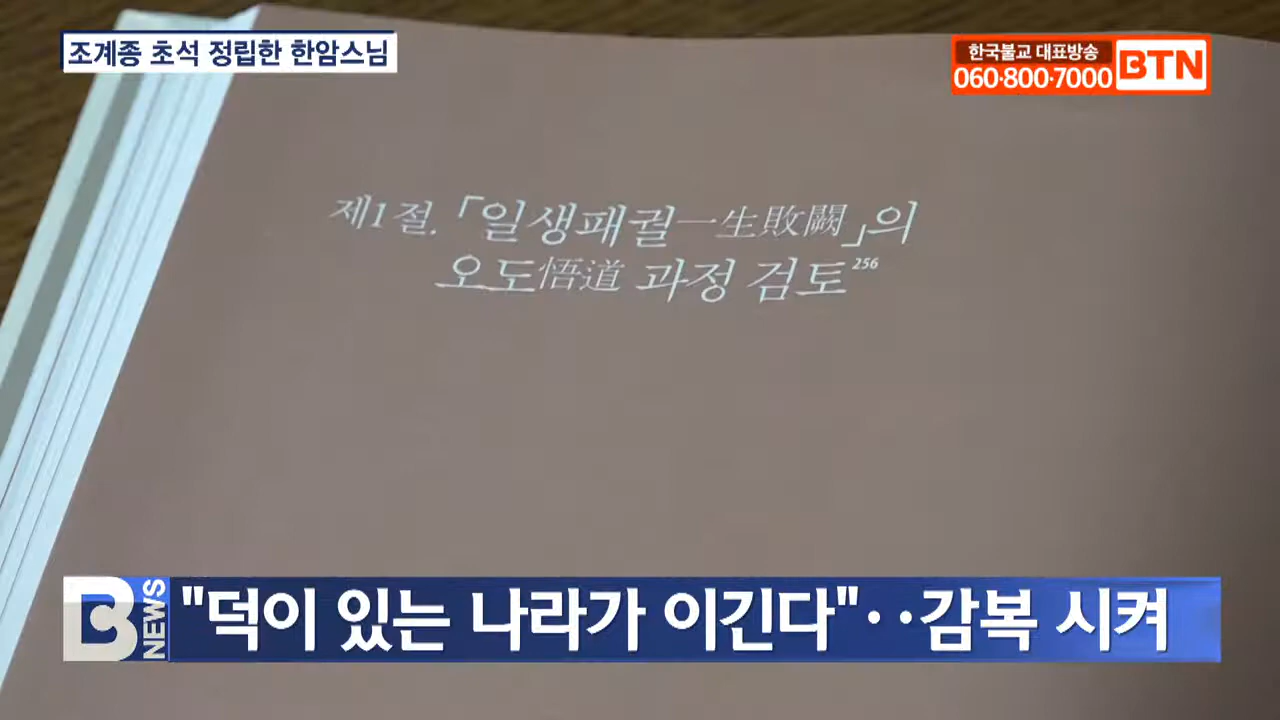 조계종 초석 정립한 한암스님
한국불교 대표방송
060·800·7000
BTN
제1절. 「일생패궐一生敗闕」의
오도悟道 과정 검토256
B NEWS
"덕이 있는 나라가 이긴다"··감복 시켜